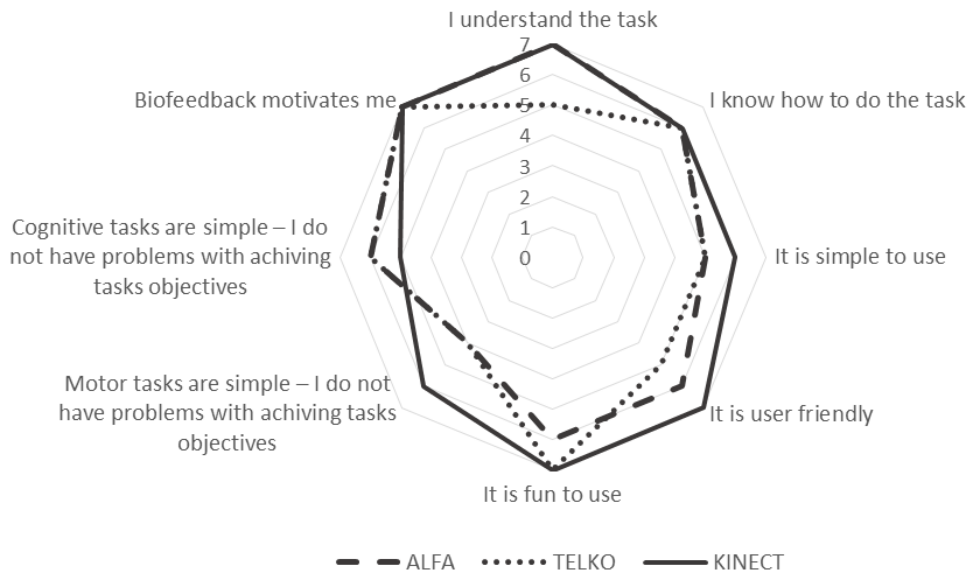 I understand the task
7
6
5
4
3
2
1
0
I know how to do the task
It is simple to use
It is user friendly
It is fun to use
Motor tasks are simple – I do not
have problems with achiving tasks
objectives
Cognitive tasks are simple – I do
not have problems with achiving
tasks objectives
Biofeedback motivates me
ALFA
TELKO
KINECT